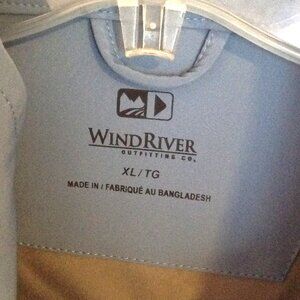 WINDRIVER
OUTFITTING CO.
XL / TG
MADE IN / FABRIQUÉ AU BANGLADESH